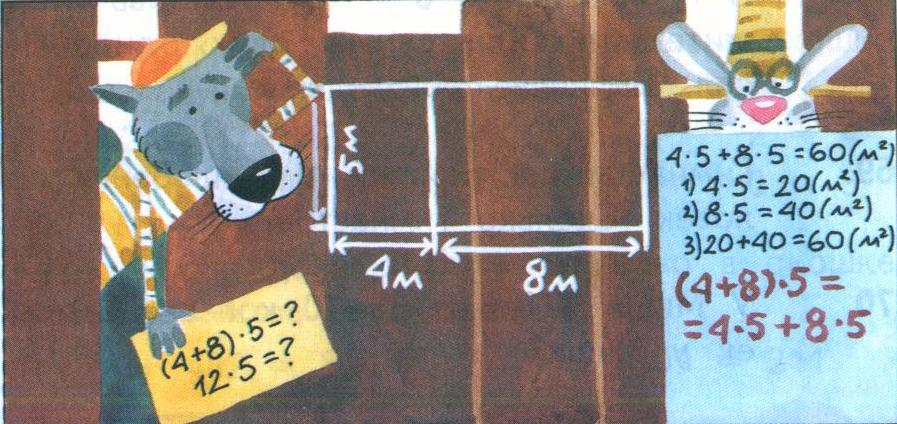 5м
4м
8м
(4+8)·5=?
12·5=?
4·5+8·5=60(м²)
1) 4·5=20(м²)
2) 8·5=40(м²)
3) 20+40=60(м²)
(4+8)·5=
=4·5+8·5